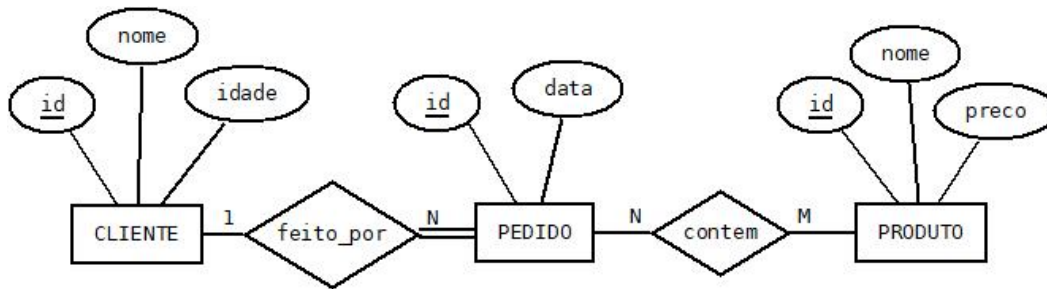 nome
id
idade
CLIENTE
1
feito_por
N
id
data
PEDIDO
N
contem
M
nome
id
preco
PRODUTO